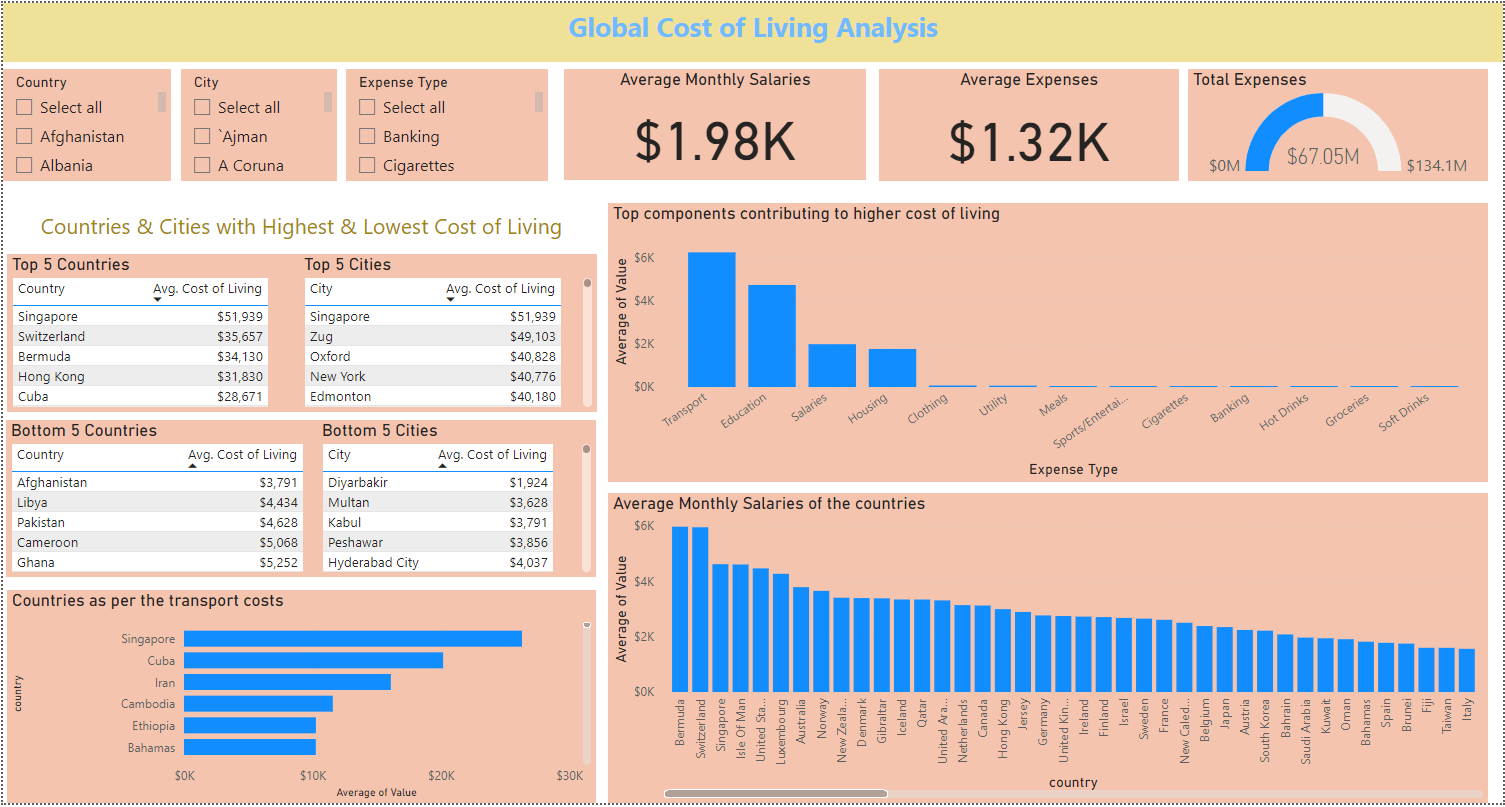 Global Cost of Living Analysis
Country
Select all
Afghanistan
Albania
City
Select all
`Ajman
A Coruna
Expense Type
Select all
Banking
Cigarettes
Average Monthly Salaries
$1.98K
Average Expenses
$1.32K
Total Expenses
$67.05M
$0M
$134.1M
Countries & Cities with Highest & Lowest Cost of Living
Top 5 Countries
Country Avg. Cost of Living
Singapore $51,939
Switzerland $35,657
Bermuda $34,130
Hong Kong $31,830
Cuba $28,671
Top 5 Cities
City Avg. Cost of Living
Singapore $51,939
Zug $49,103
Oxford $40,828
New York $40,776
Edmonton $40,180
Bottom 5 Countries
Country Avg. Cost of Living
Afghanistan $3,791
Libya $4,434
Pakistan $4,628
Cameroon $5,068
Ghana $5,252
Bottom 5 Cities
City Avg. Cost of Living
Diyarbakir $1,924
Multan $3,628
Kabul $3,791
Peshawar $3,856
Hyderabad City $4,037
Countries as per the transport costs
country
Singapore
Cuba
Iran
Cambodia
Ethiopia
Bahamas
$0K $10K $20K $30K
Average of Value
Top components contributing to higher cost of living
Average of Value
$6K
$4K
$2K
$0K
Transport
Education
Salaries
Housing
Clothing
Utility
Meals
Sports/Entertai...
Cigarettes
Banking
Hot Drinks
Groceries
Soft Drinks
Expense Type
Average Monthly Salaries of the countries
Average of Value
$6K
$4K
$2K
$0K
Bermuda
Switzerland
Singapore
Isle Of Man
United Sta...
Luxembourg
Australia
Norway
New Zeala...
Denmark
Gibraltar
Iceland
Qatar
United Ara...
Netherlands
Canada
Hong Kong
Jersey
Germany
United Kin...
Ireland
Finland
Israel
Sweden
France
New Caled...
Belgium
Japan
Austria
South Korea
Bahrain
Saudi Arabia
Kuwait
Oman
Bahamas
Spain
Brunei
Fiji
Taiwan
Italy
country